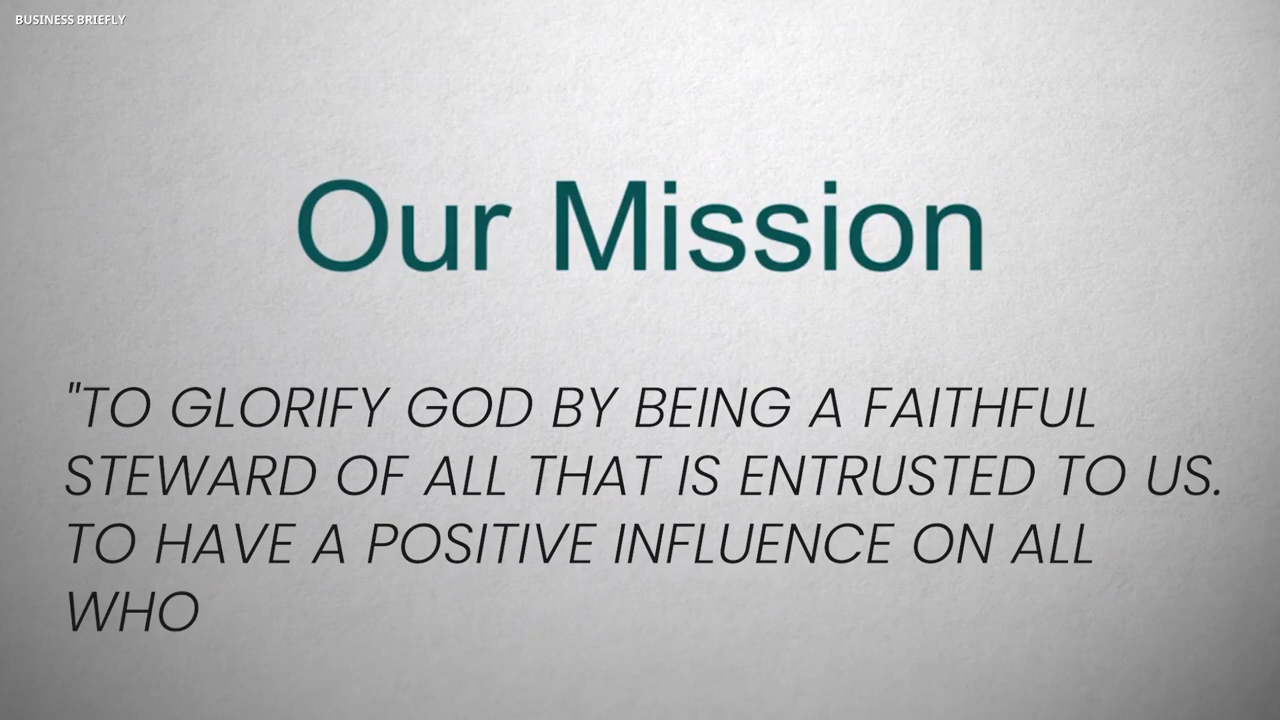 BUSINESS BRIEFLY
Our Mission
"TO GLORIFY GOD BY BEING A FAITHFUL
STEWARD OF ALL THAT IS ENTRUSTED TO US.
TO HAVE A POSITIVE INFLUENCE ON ALL
WHO